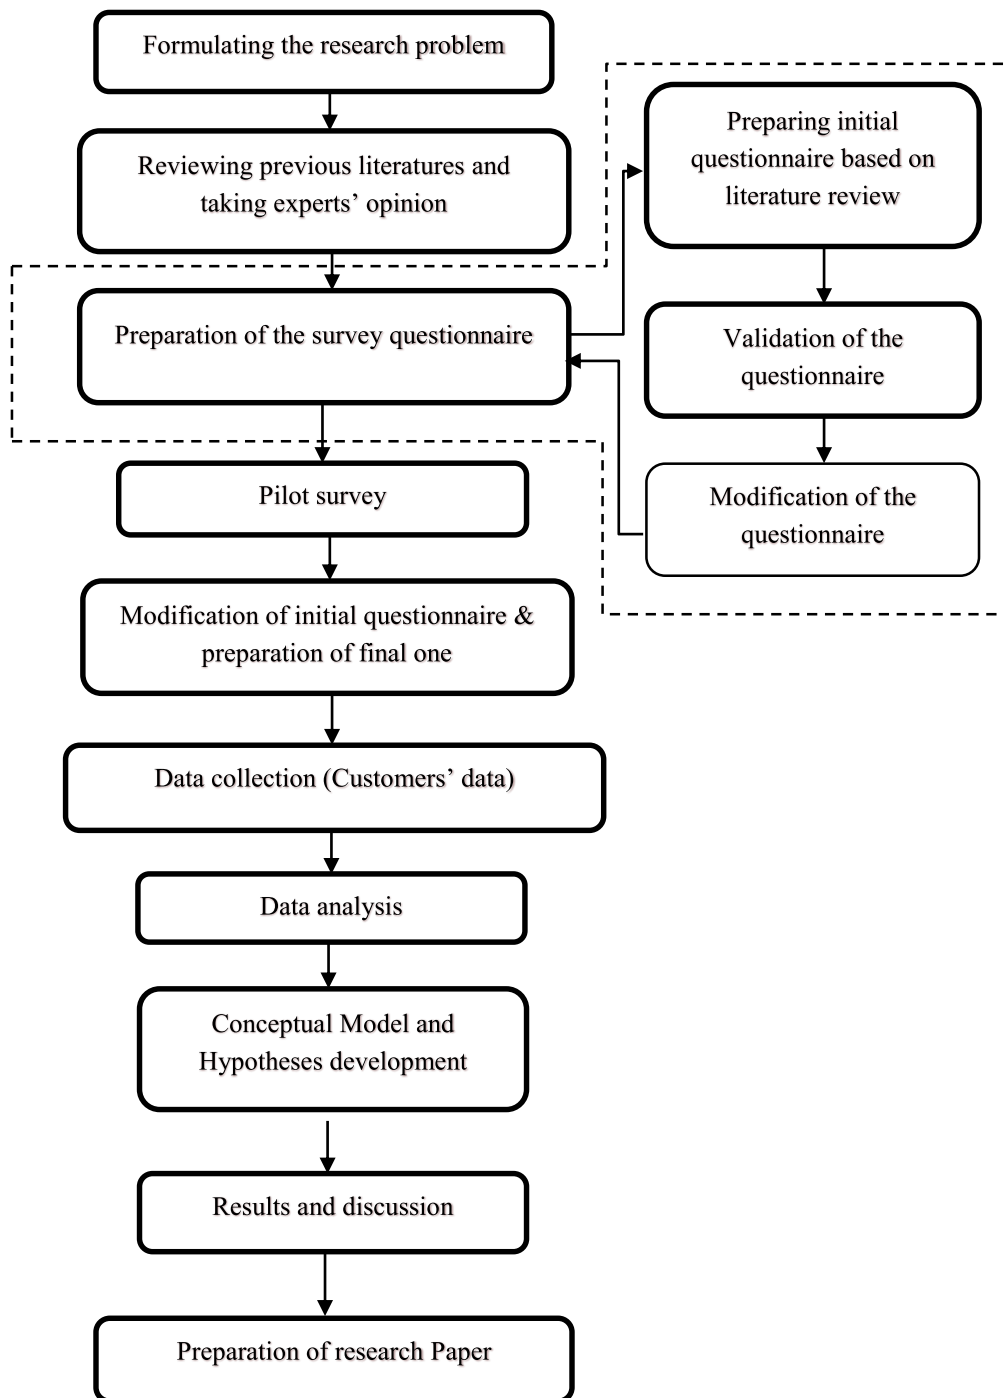 Formulating the research problem
Reviewing previous literatures and
taking experts’ opinion
Preparation of the survey questionnaire
Preparing initial
questionnaire based on
literature review
Validation of the
questionnaire
Modification of the
questionnaire
Pilot survey
Modification of initial questionnaire &
preparation of final one
Data collection (Customers’ data)
Data analysis
Conceptual Model and
Hypotheses development
Results and discussion
Preparation of research Paper